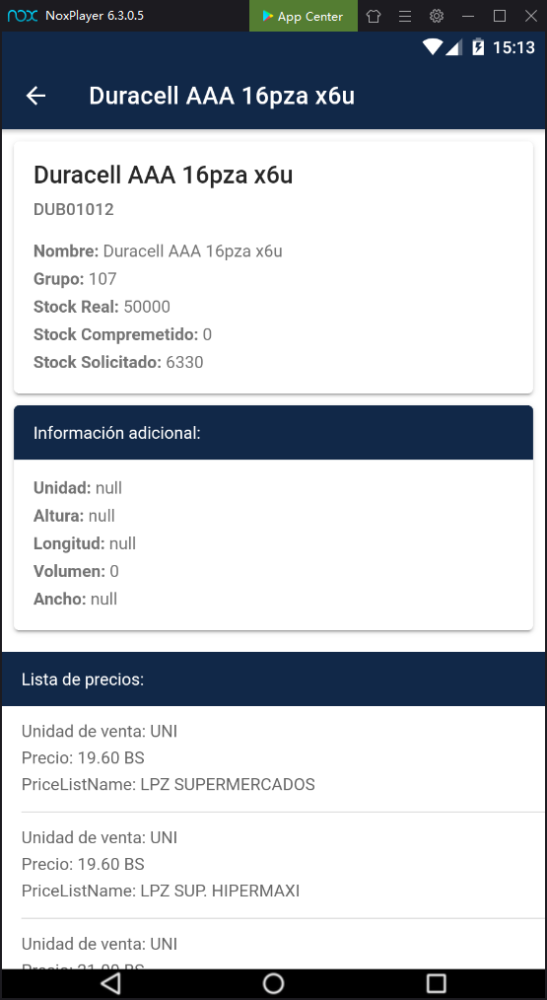 nox NoxPlayer 6.3.0.5 App Center
15:13
Duracell AAA 16pza x6u
Duracell AAA 16pza x6u
DUB01012
Nombre: Duracell AAA 16pza x6u
Grupo: 107
Stock Real: 50000
Stock Compremetido: 0
Stock Solicitado: 6330
Información adicional:
Unidad: null
Altura: null
Longitud: null
Volumen: 0
Ancho: null
Lista de precios:
Unidad de venta: UNI
Precio: 19.60 BS
PriceListName: LPZ SUPERMERCADOS
Unidad de venta: UNI
Precio: 19.60 BS
PriceListName: LPZ SUP. HIPERMAXI
Unidad de venta: UNI
Precio: 21.00 BS